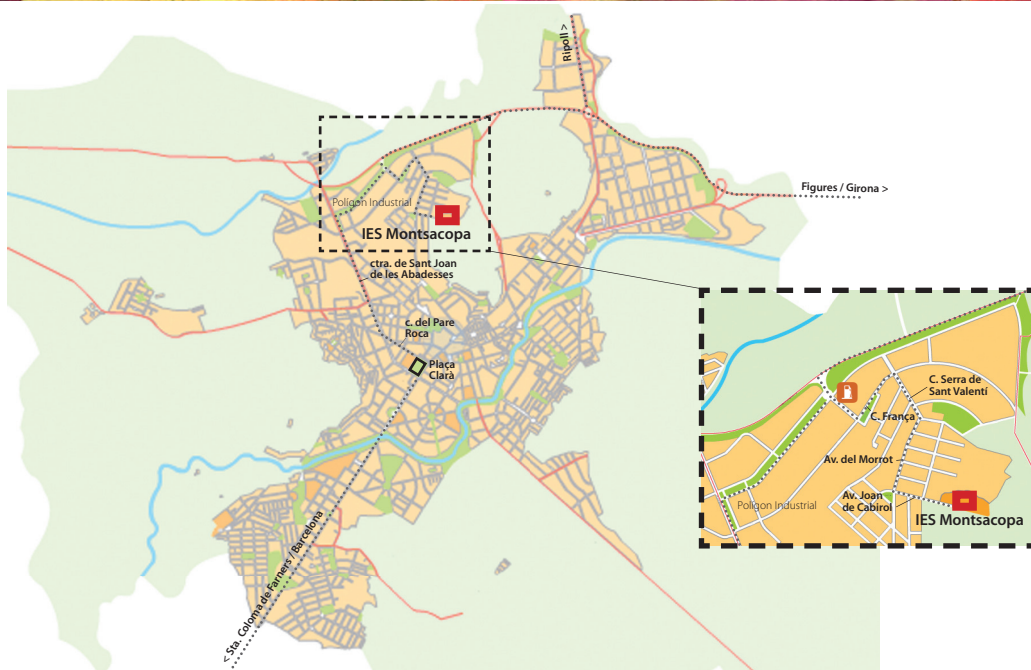 Ripoll >
Figures / Girona >
Polígon Industrial
IES Montsacopa
ctra. de Sant Joan
de les Abadesses
c. del Pare
Roca
Plaça
Clarà
< Sta. Coloma de Farners / Barcelona
C. Serra de
Sant Valentí
C. França
Av. del Morrot
Av. Joan
de Cabirol
Polígon Industrial
IES Montsacopa